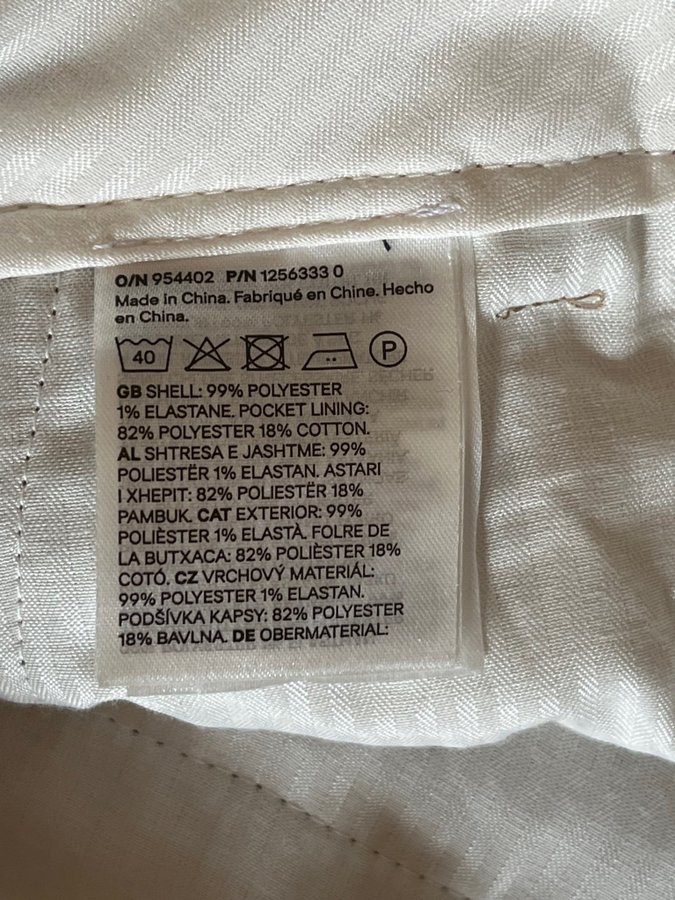 O/N 954402 P/N 1256333 0
Made in China. Fabriqué en Chine. Hecho
en China.
40 P
GB SHELL: 99% POLYESTER
1% ELASTANE. POCKET LINING:
82% POLYESTER 18% COTTON.
AL SHTRESA E JASHTME: 99%
POLIESTËR 1% ELASTAN. ASTARI
I XHEPIT: 82% POLIESTËR 18%
PAMBUK. CAT EXTERIOR: 99%
POLIÈSTER 1% ELASTÀ. FOLRE DE
LA BUTXACA: 82% POLIÈSTER 18%
COTÓ. CZ VRCHOVÝ MATERIÁL:
99% POLYESTER 1% ELASTAN.
PODŠÍVKA KAPSY: 82% POLYESTER
18% BAVLNA. DE OBERMATERIAL: